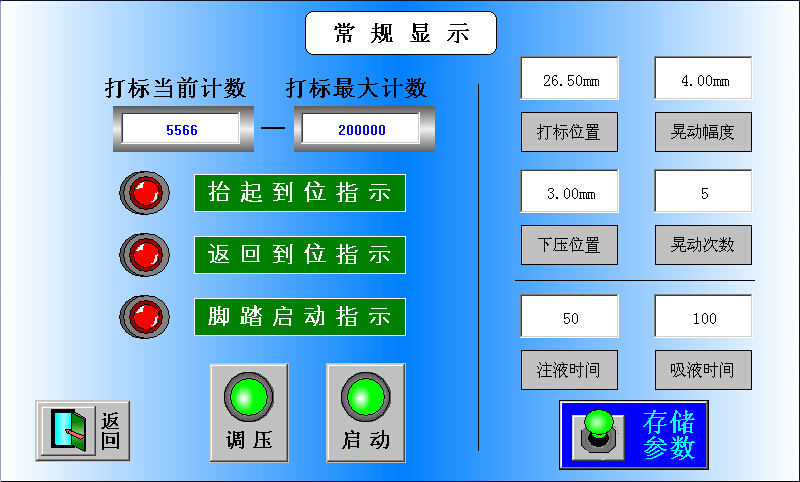 常规显示
打标当前计数 打标最大计数
5566 — 200000
抬起到位指示
返回到位指示
脚踏启动指示
调压
启动
返回
26.50mm 4.00mm
打标位置 晃动幅度
3.00mm 5
下压位置 晃动次数
50 100
注液时间 吸液时间
存储
参数